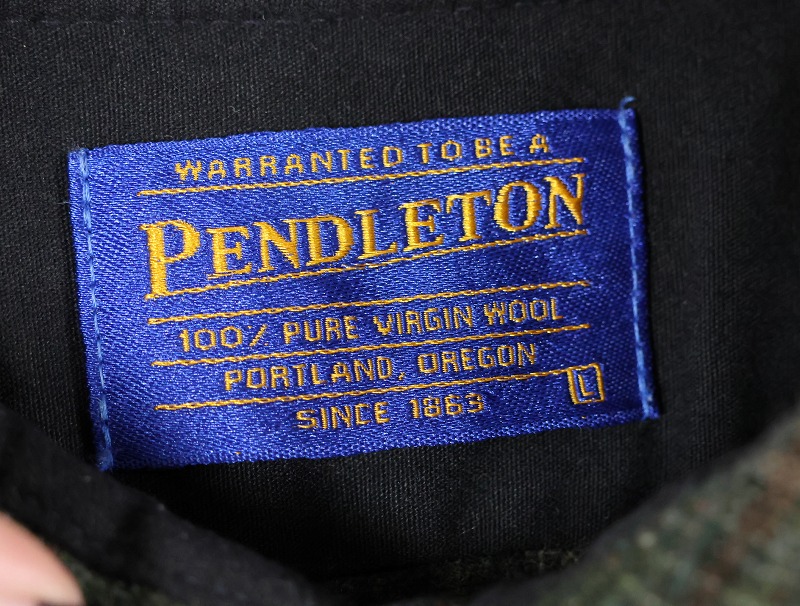 WARRANTED TO BE A
PENDLETON
100% PURE VIRGIN WOOL
PORTLAND, OREGON
SINCE 1863
L